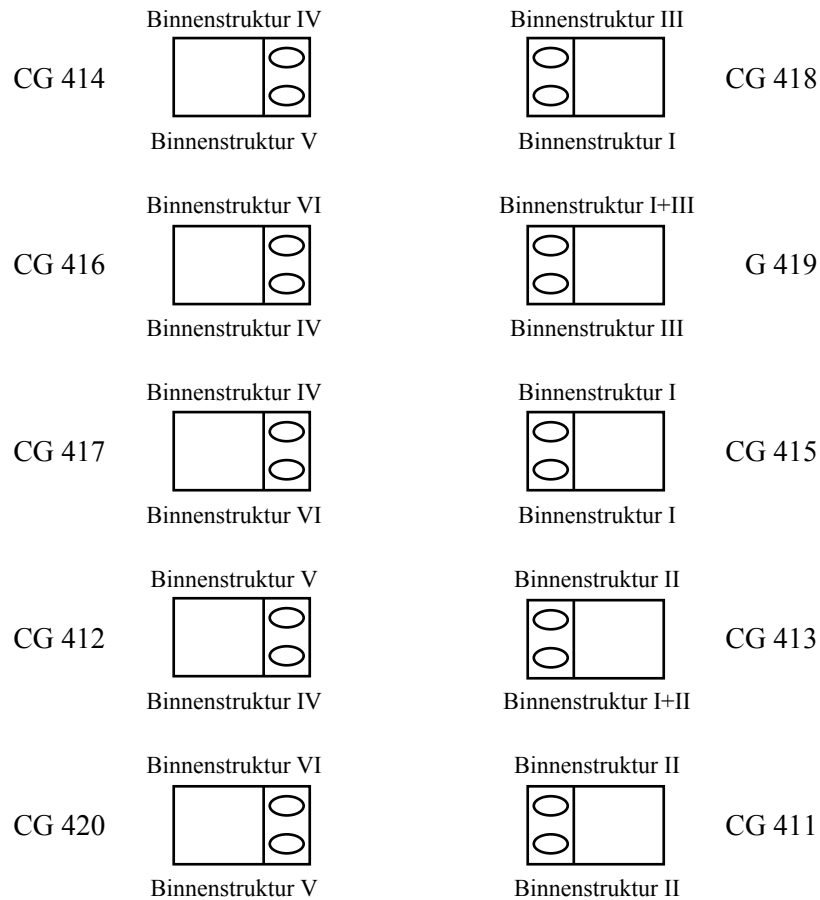 Binnenstruktur IV Binnenstruktur III
CG 414 CG 418
Binnenstruktur V Binnenstruktur I
Binnenstruktur VI Binnenstruktur I+III
CG 416 G 419
Binnenstruktur IV Binnenstruktur III
Binnenstruktur IV Binnenstruktur I
CG 417 CG 415
Binnenstruktur VI Binnenstruktur I
Binnenstruktur V Binnenstruktur II
CG 412 CG 413
Binnenstruktur IV Binnenstruktur I+II
Binnenstruktur VI Binnenstruktur II
CG 420 CG 411
Binnenstruktur V Binnenstruktur II